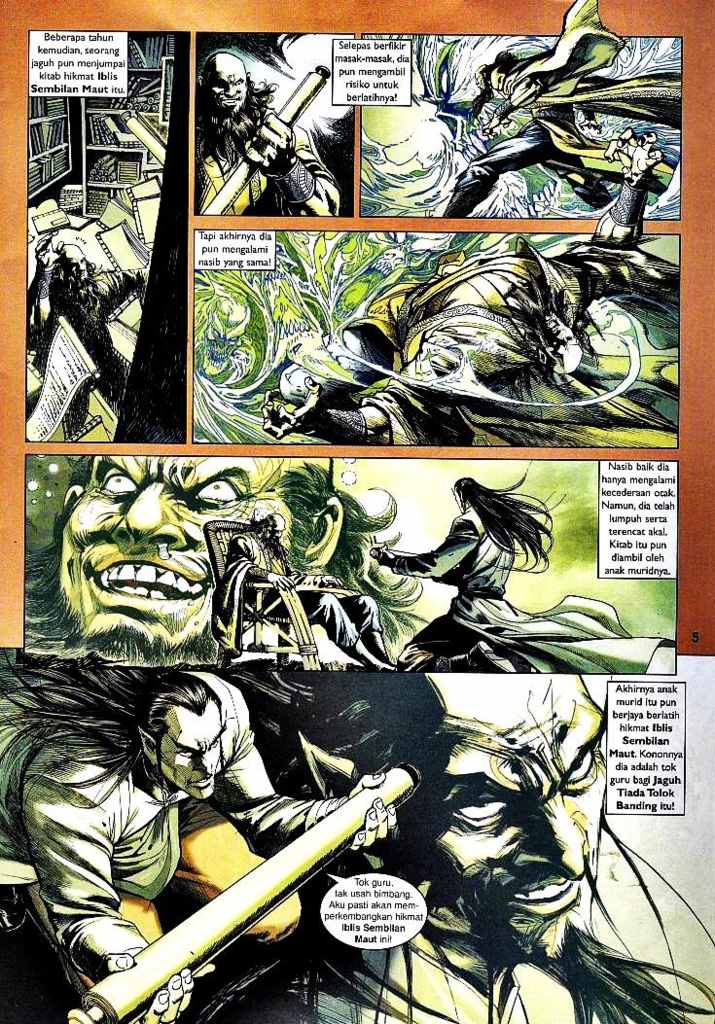 Beberapa tahun
kemudian, seorang
jaguh pun menjumpai
kitab hikmat Iblis
Sembilan Maut itu.
Selepas berfikir
masak-masak, dia
pun mengambil
risiko untuk
berlatihnya!
Tapi akhirnya dia
pun mengalami
nasib yang sama!
Nasib baik dia
hanya mengalami
kecederaan otak.
Namun, dia telah
lumpuh serta
terencat akal.
Kitab itu pun
diambil oleh
anak muridnya.
5
Akhirnya anak
murid itu pun
berjaya berlatih
hikmat Iblis
Sembilan
Maut. Kononnya
dia adalah tok
guru bagi Jaguh
Tiada Tolok
Banding itu!
Tok guru,
tak usah bimbang.
Aku pasti akan mem-
perkembangkan hikmat
Iblis Sembilan
Maut ini!